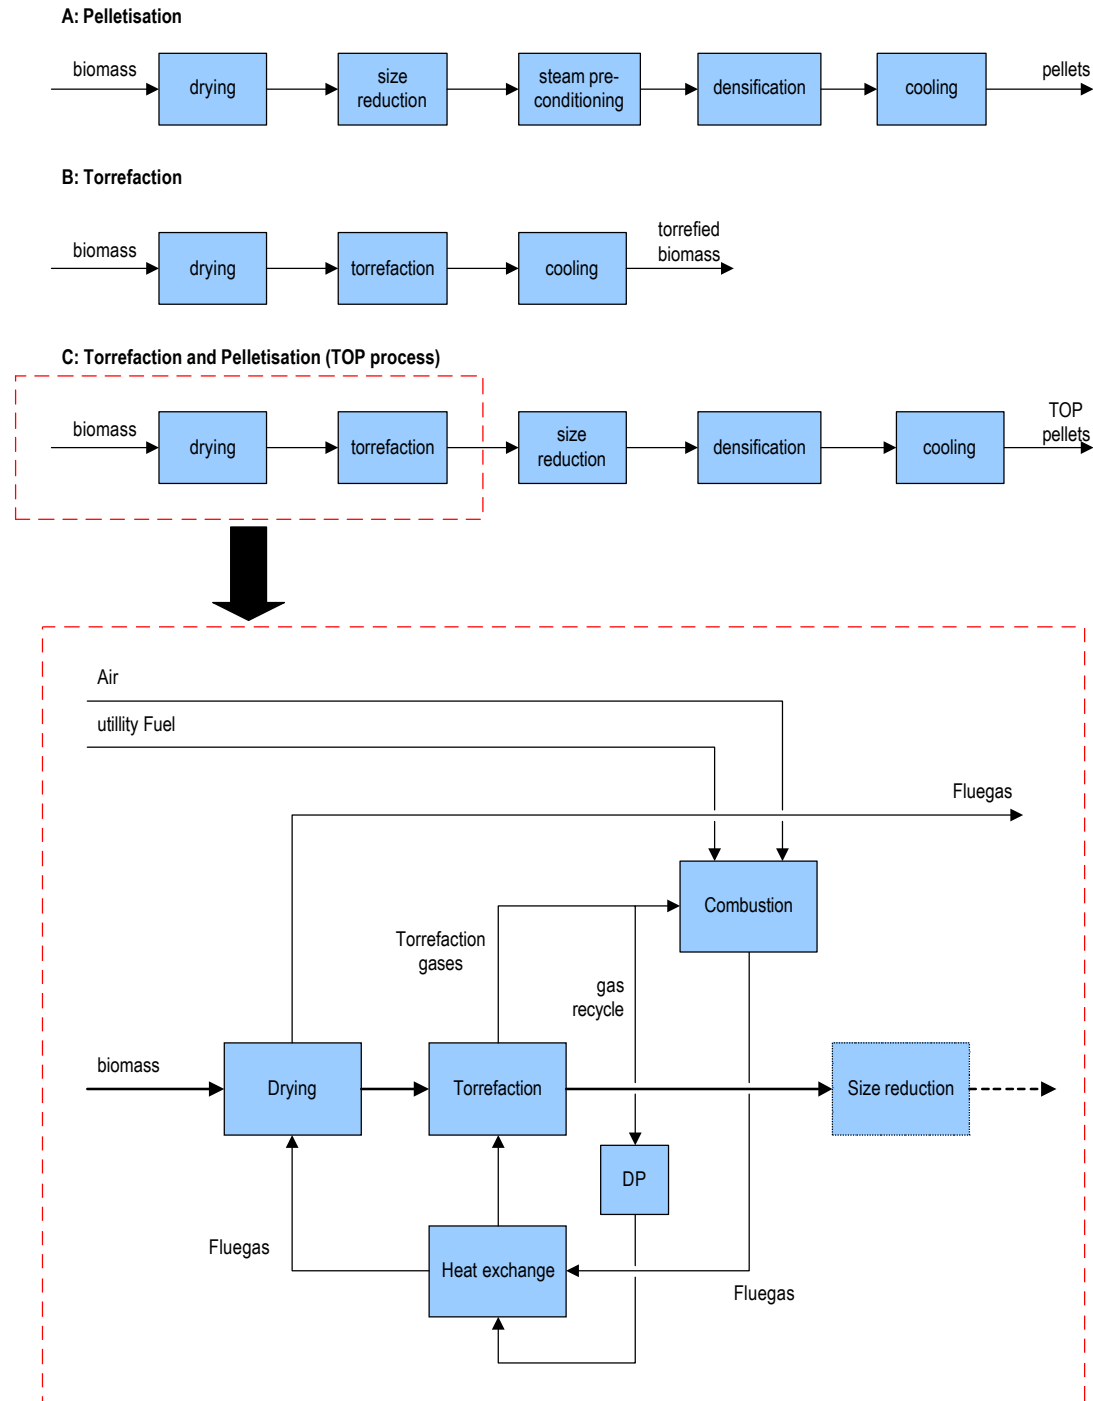 A: Pelletisation
biomass
drying
size
reduction
steam pre-
conditioning
densification
cooling
pellets
B: Torrefaction
biomass
drying
torrefaction
cooling
torrefied
biomass
C: Torrefaction and Pelletisation (TOP process)
biomass
drying
torrefaction
size
reduction
densification
cooling
TOP
pellets
Air
utillity Fuel
Fluegas
Combustion
Torrefaction
gases
gas
recycle
biomass
Drying
Torrefaction
Size reduction
DP
Fluegas
Heat exchange
Fluegas